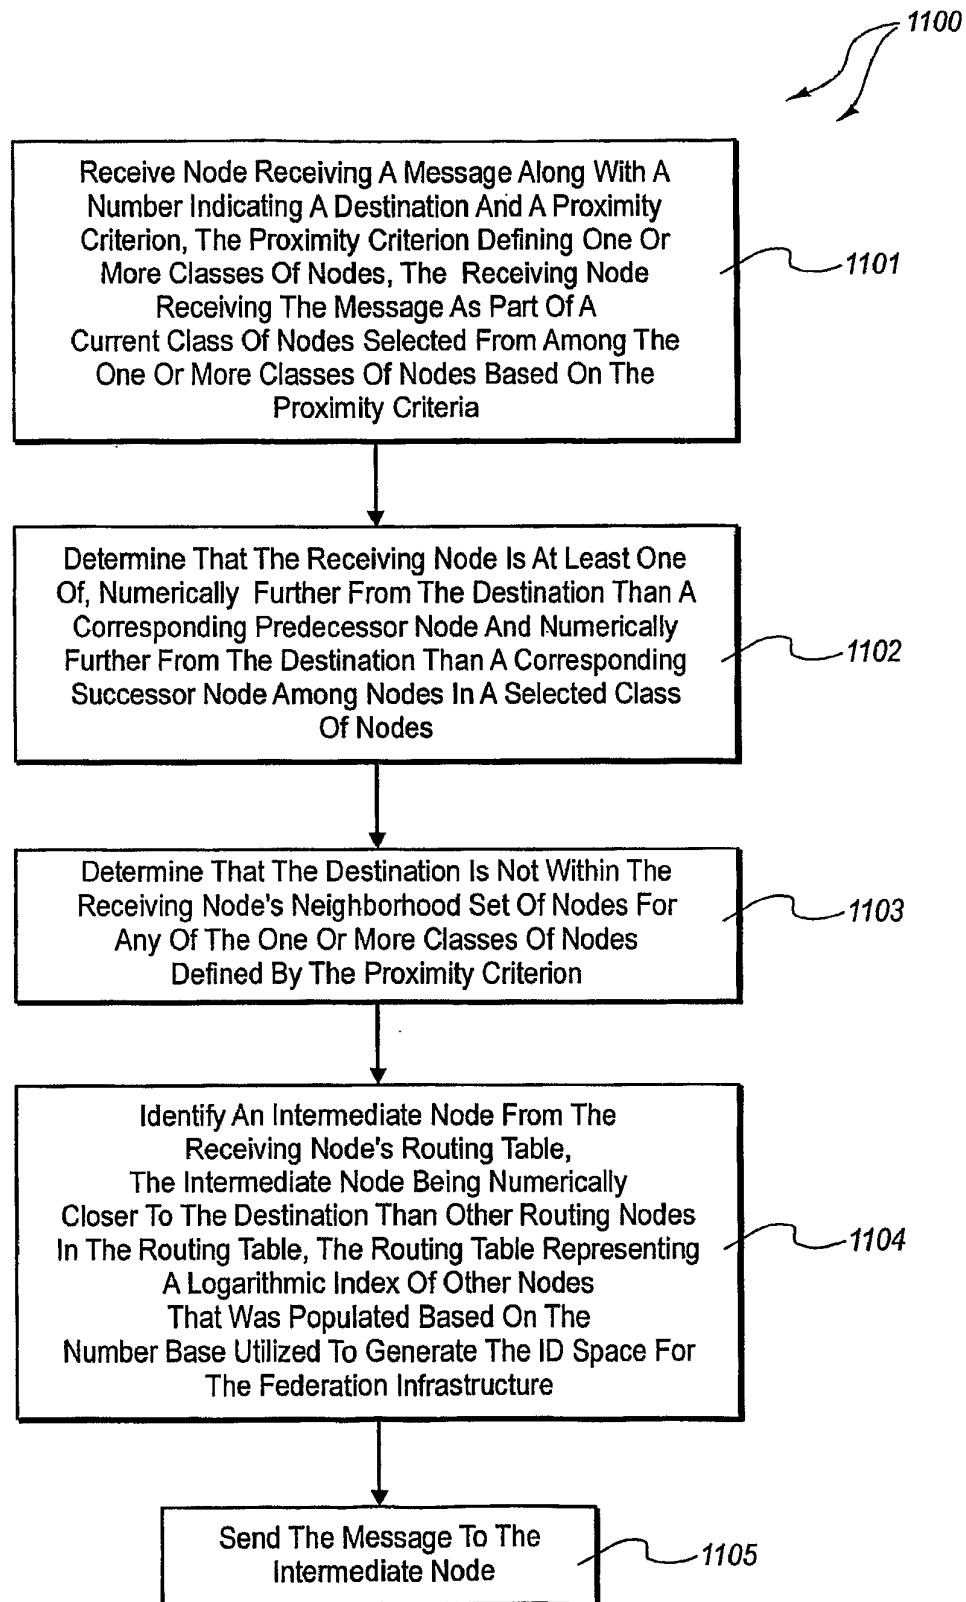 1100
Receive Node Receiving A Message Along With A
Number Indicating A Destination And A Proximity
Criterion, The Proximity Criterion Defining One Or
More Classes Of Nodes, The Receiving Node
Receiving The Message As Part Of A
Current Class Of Nodes Selected From Among The
One Or More Classes Of Nodes Based On The
Proximity Criteria
1101
Determine That The Receiving Node Is At Least One
Of, Numerically Further From The Destination Than A
Corresponding Predecessor Node And Numerically
Further From The Destination Than A Corresponding
Successor Node Among Nodes In A Selected Class
Of Nodes
1102
Determine That The Destination Is Not Within The
Receiving Node's Neighborhood Set Of Nodes For
Any Of The One Or More Classes Of Nodes
Defined By The Proximity Criterion
1103
Identify An Intermediate Node From The
Receiving Node's Routing Table,
The Intermediate Node Being Numerically
Closer To The Destination Than Other Routing Nodes
In The Routing Table, The Routing Table Representing
A Logarithmic Index Of Other Nodes
That Was Populated Based On The
Number Base Utilized To Generate The ID Space For
The Federation Infrastructure
1104
Send The Message To The
Intermediate Node
1105